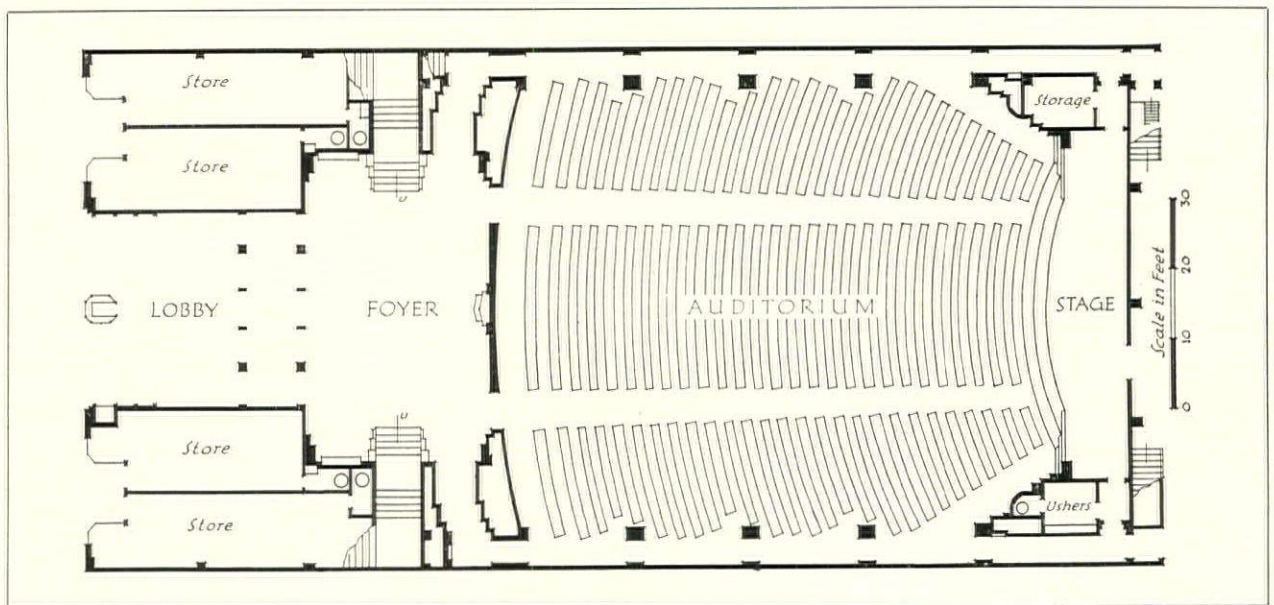 Store
Storage
Store
LOBBY
FOYER
AUDITORIUM
STAGE
Scale in Feet
30
20
10
0
U
U
Store
Store
Ushers